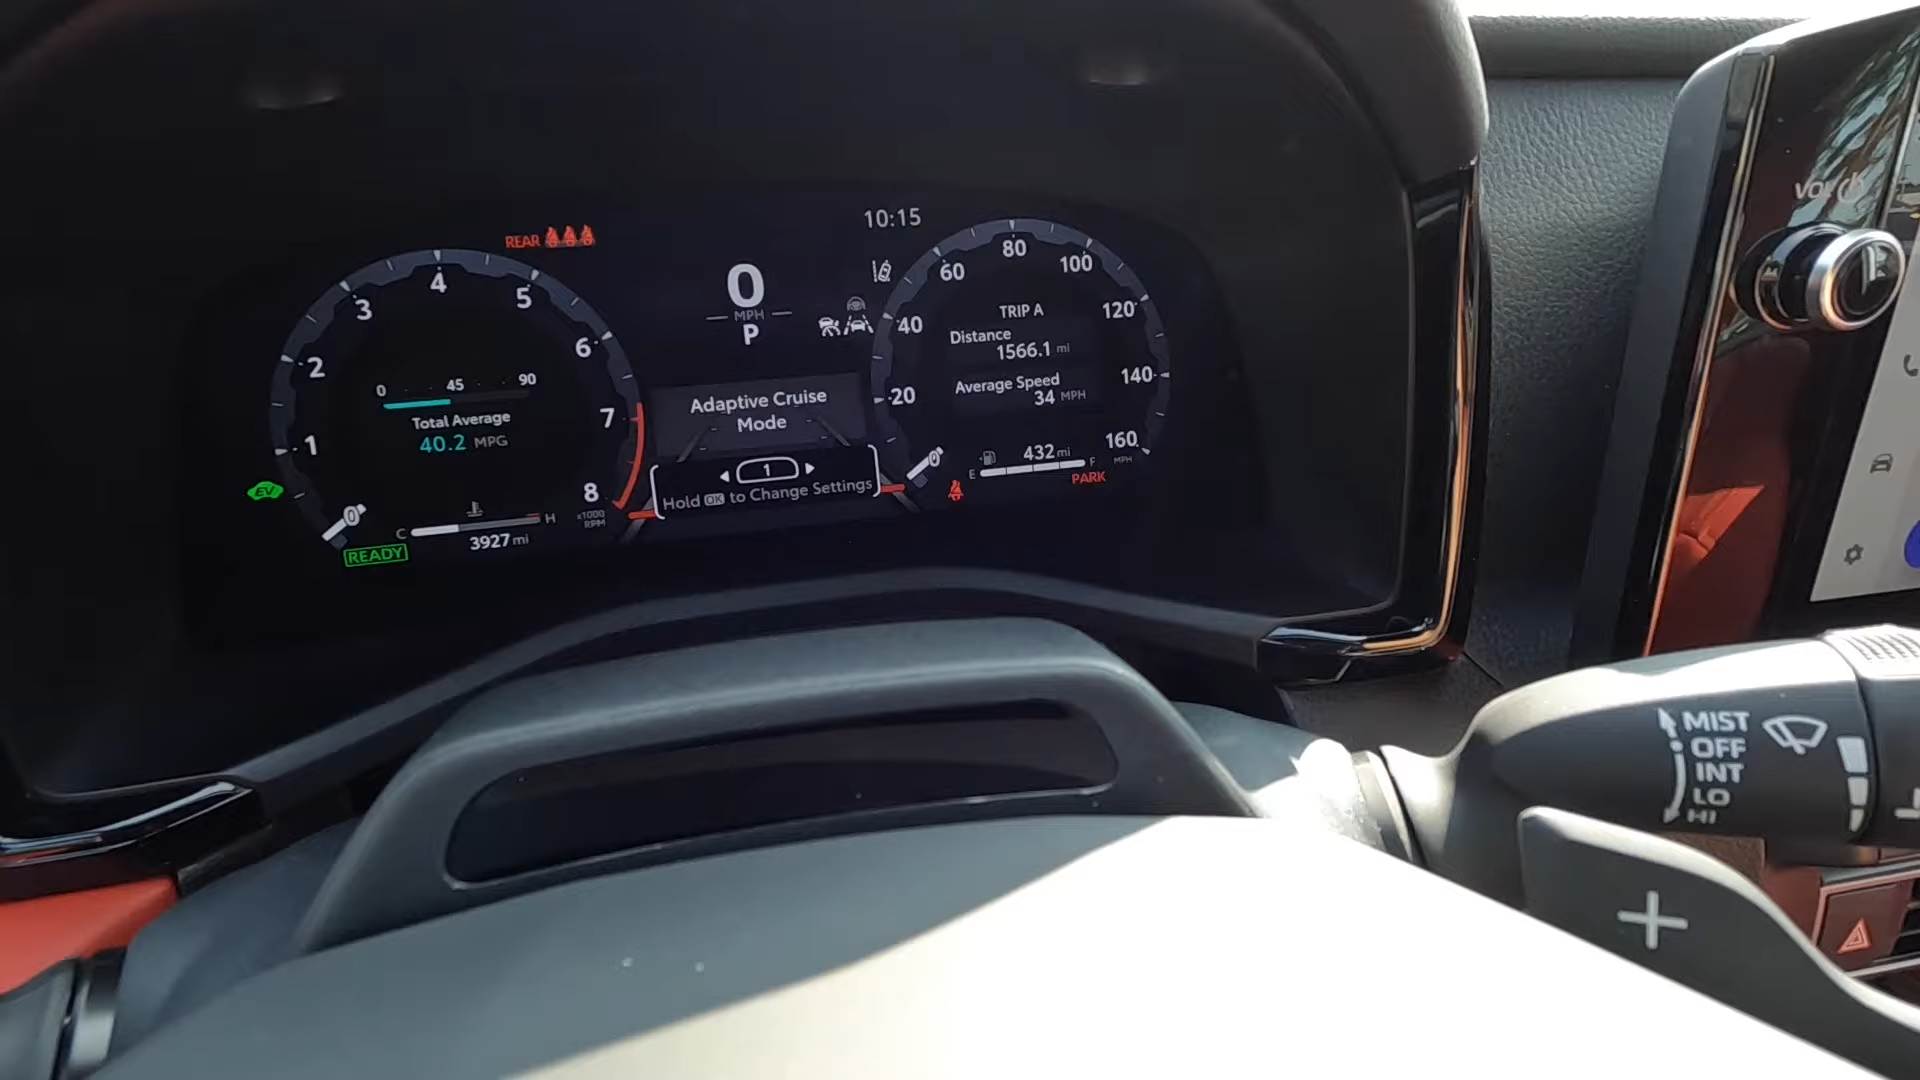 10:15
REAR
0
MPH
P
0
1
2
3
4
5
6
7
8
x1000
RPM
0 45 90
Total Average
40.2 MPG
EV
READY
C H
3927 mi
Adaptive Cruise
Mode
1
Hold OK to Change Settings
0
20
40
60
80
100
120
140
160
MPH
TRIP A
Distance
1566.1 mi
Average Speed
34 MPH
432 mi
E F
PARK
VOL
MIST
OFF
INT
LO
HI
+